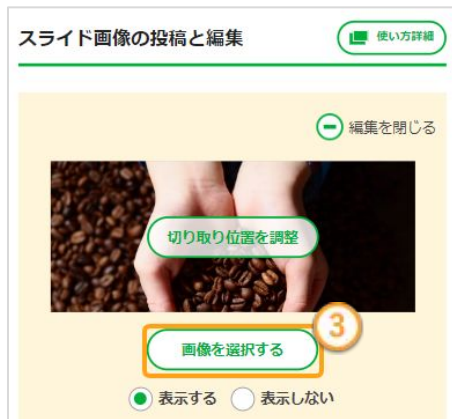 スライド画像の投稿と編集
使い方詳細
編集を閉じる
切り取り位置を調整
3
画像を選択する
表示する 表示しない